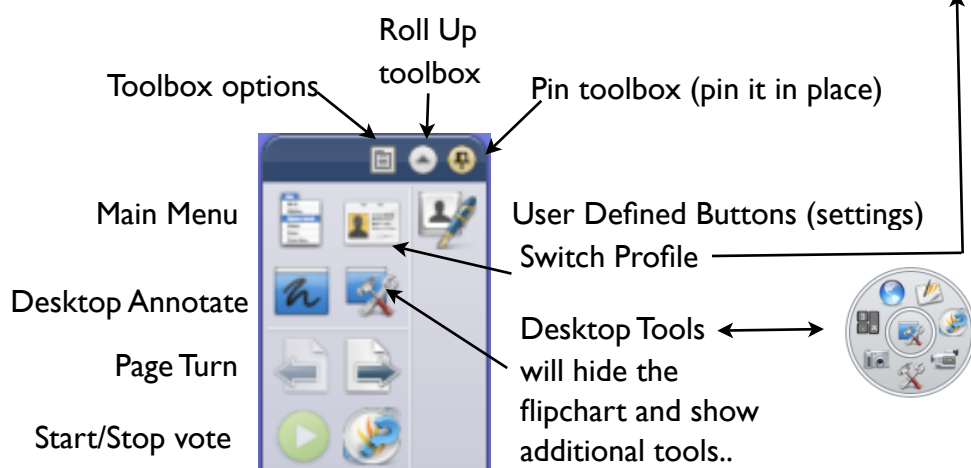 Roll Up
toolbox
Toolbox options
Pin toolbox (pin it in place)
Main Menu
User Defined Buttons (settings)
Switch Profile
Desktop Annotate
Desktop Tools
will hide the
flipchart and show
additional tools..
Page Turn
Start/Stop vote